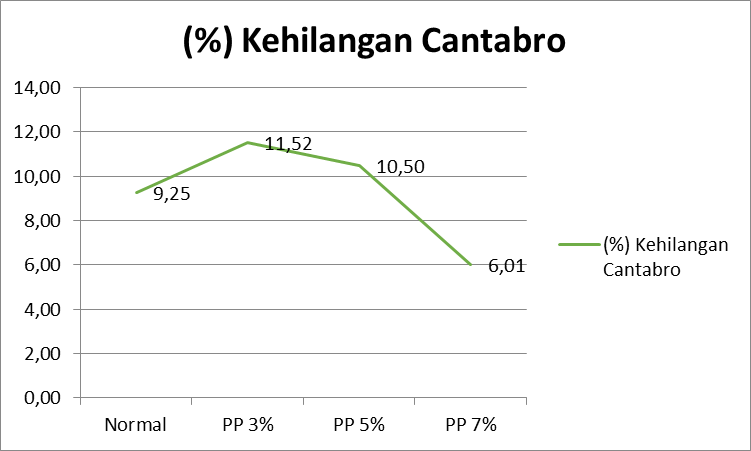 (%) Kehilangan Cantabro
14,00
12,00
10,00
8,00
6,00
4,00
2,00
0,00
9,25
11,52
10,50
6,01
Normal
PP 3%
PP 5%
PP 7%
(%) Kehilangan
Cantabro